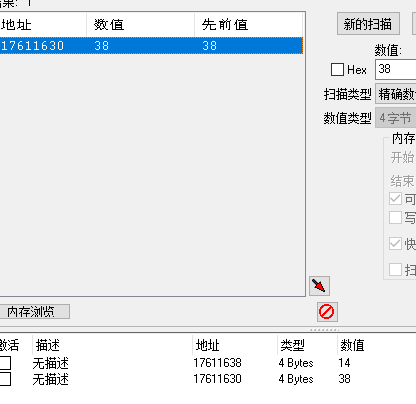 结果: 1
地址 数值 先前值
17611630 38 38
新的扫描
数值:
Hex 38
扫描类型 精确数
数值类型 4 字节
内存
开始
结束
可
写
快
扫
内存浏览
激活 描述 地址 类型 数值
无描述 17611638 4 Bytes 14
无描述 17611630 4 Bytes 38